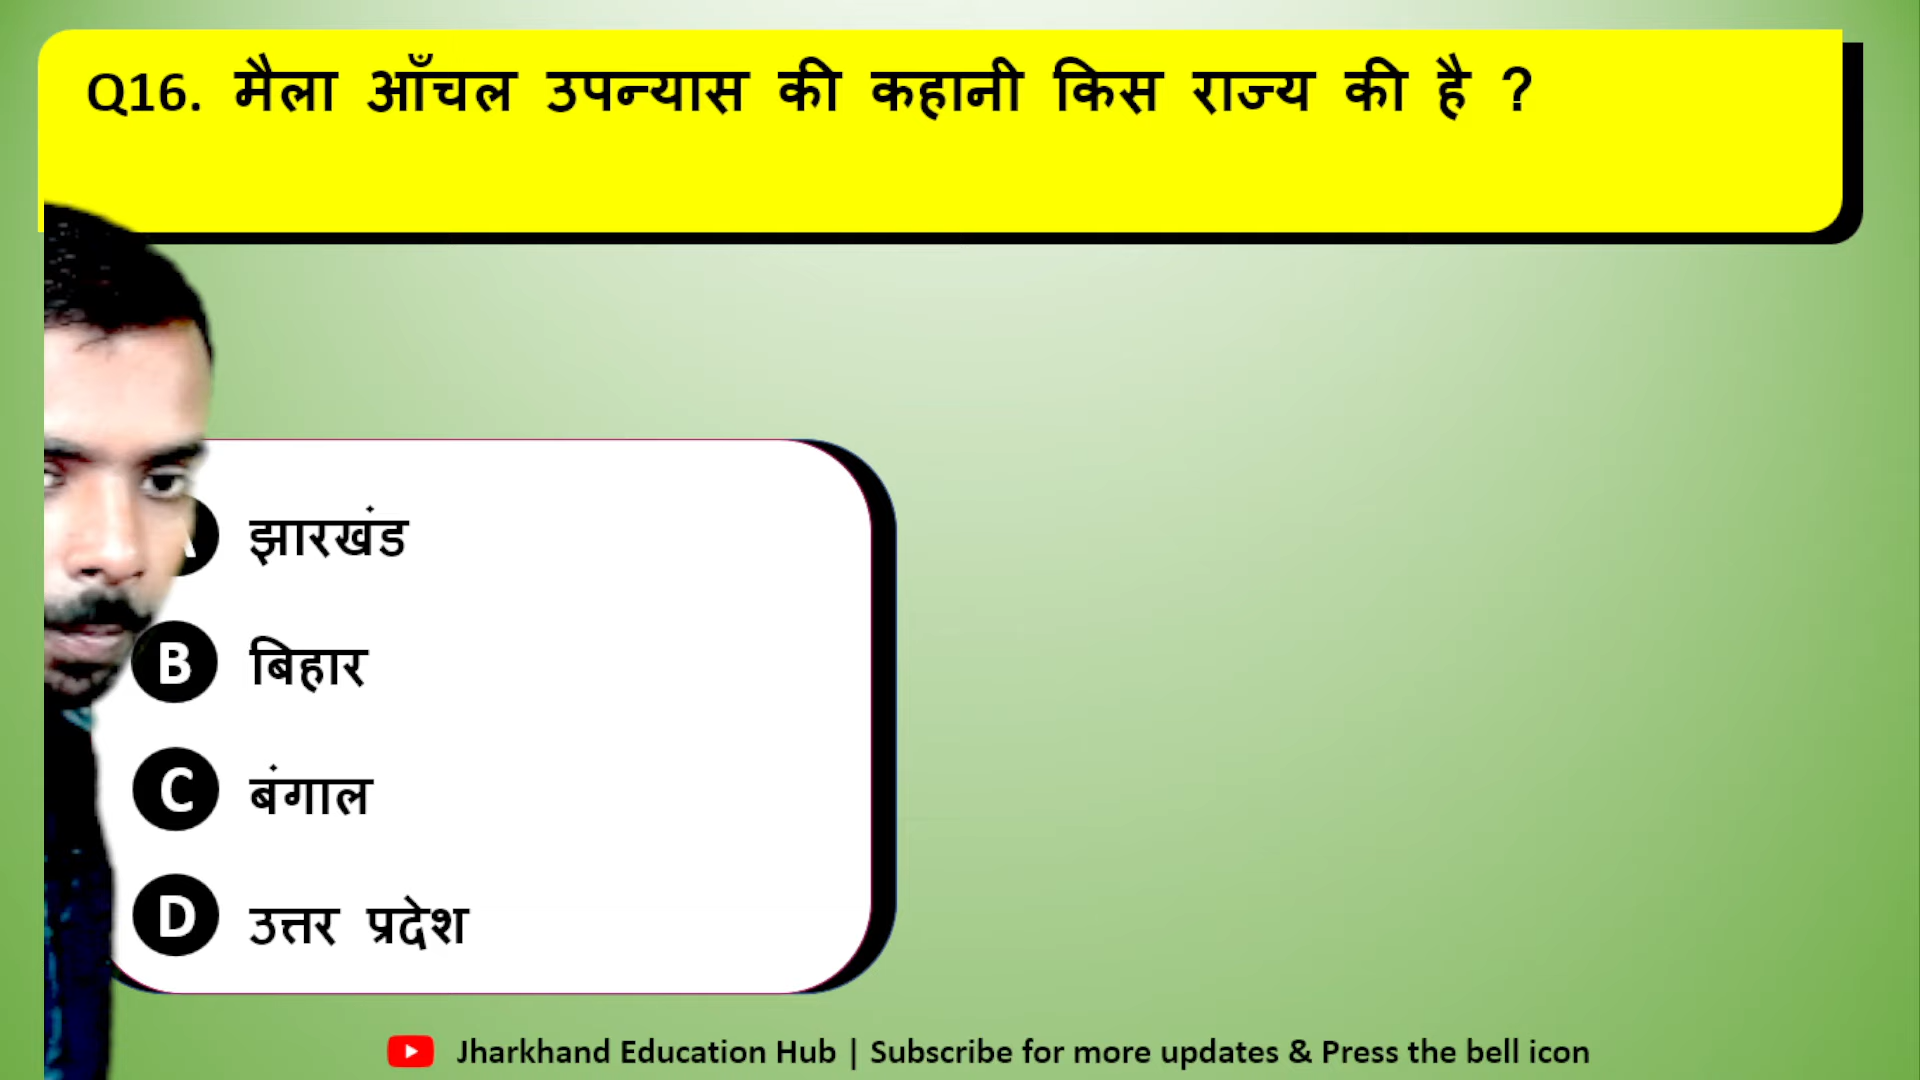 Q16. मैला आँचल उपन्यास की कहानी किस राज्य की है ?
झारखंड
B बिहार
C बंगाल
D उत्तर प्रदेश
Jharkhand Education Hub | Subscribe for more updates & Press the bell icon